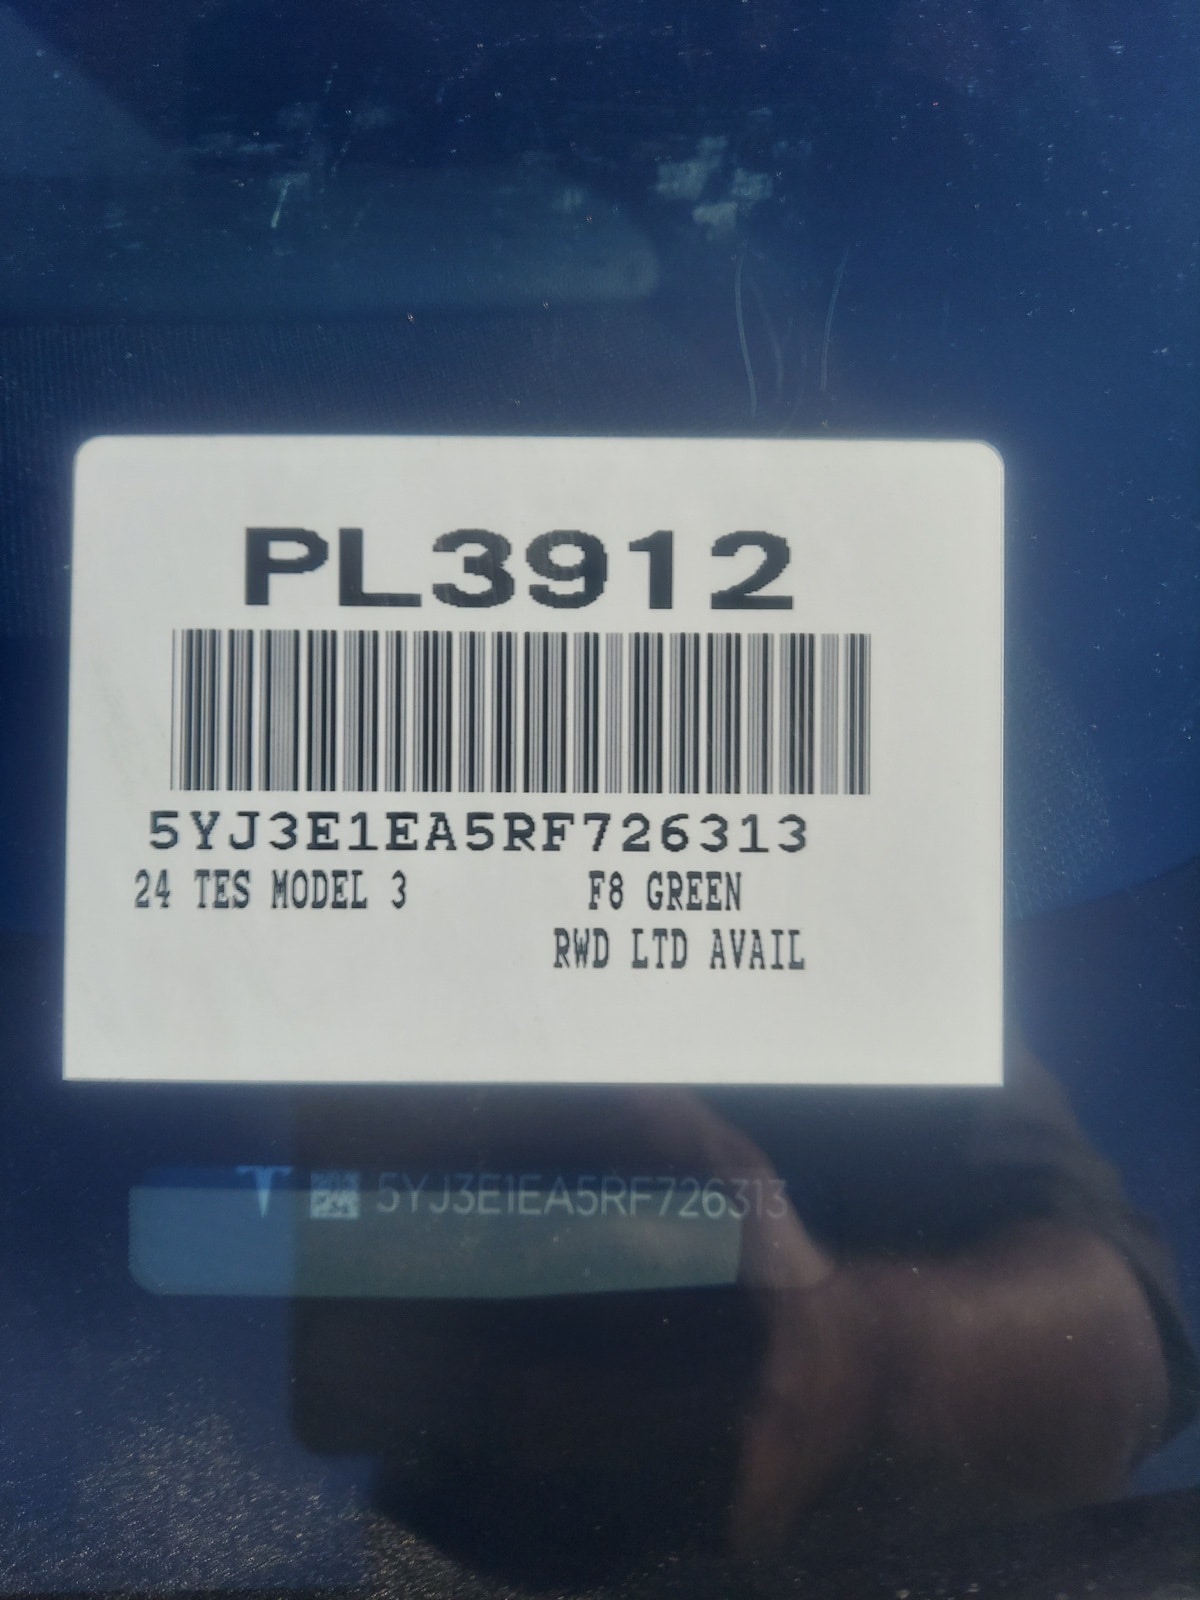 PL3912
5YJ3E1EA5RF726313
24 TES MODEL 3 F8 GREEN
RWD LTD AVAIL
5YJ3E1EA5RF726313